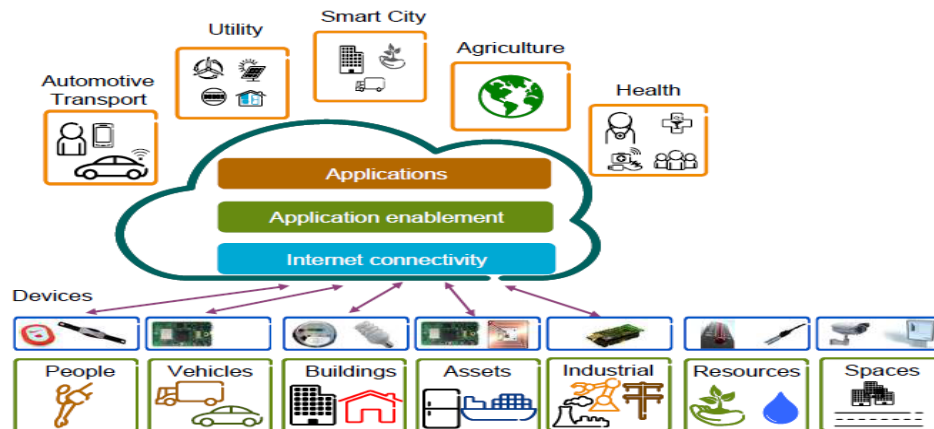 Smart City
Utility
Agriculture
Automotive
Transport
Health
Applications
Application enablement
Internet connectivity
Devices
People
Vehicles
Buildings
Assets
Industrial
Resources
Spaces